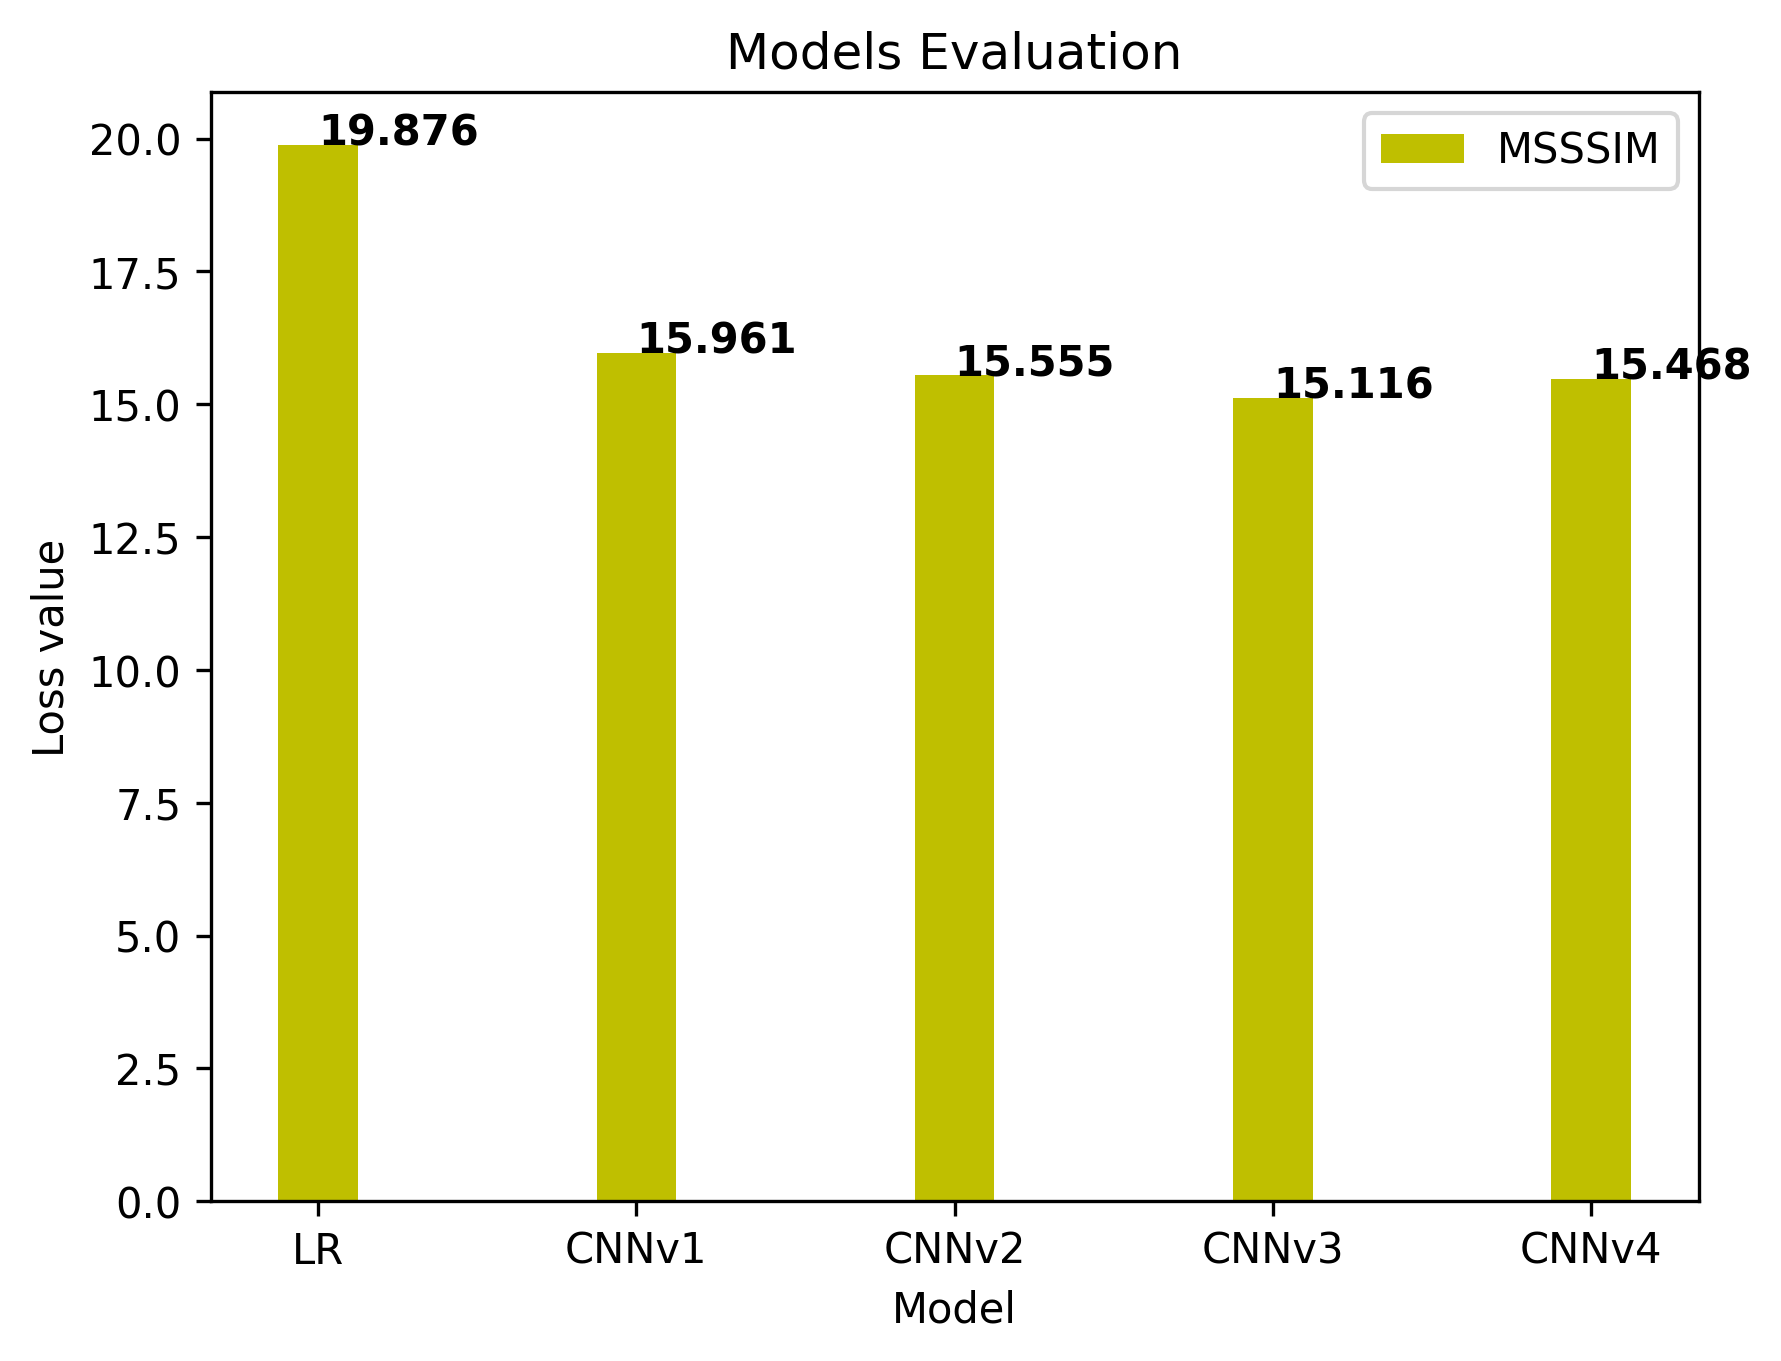 Models Evaluation
MSSSIM
19.876
15.961
15.555
15.116
15.468
20.0
17.5
15.0
12.5
10.0
7.5
5.0
2.5
0.0
Loss value
LR
CNNv1
CNNv2
CNNv3
CNNv4
Model